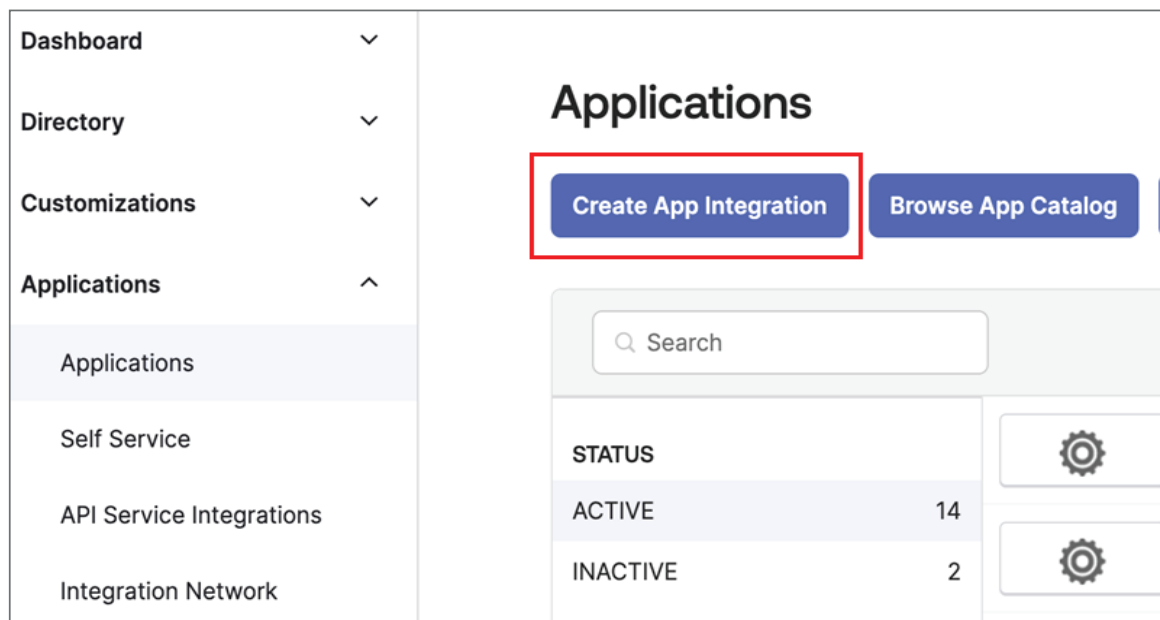 Dashboard
Directory
Customizations
Applications
Applications
Self Service
API Service Integrations
Integration Network
Applications
Create App Integration
Browse App Catalog
Search
STATUS
ACTIVE 14
INACTIVE 2